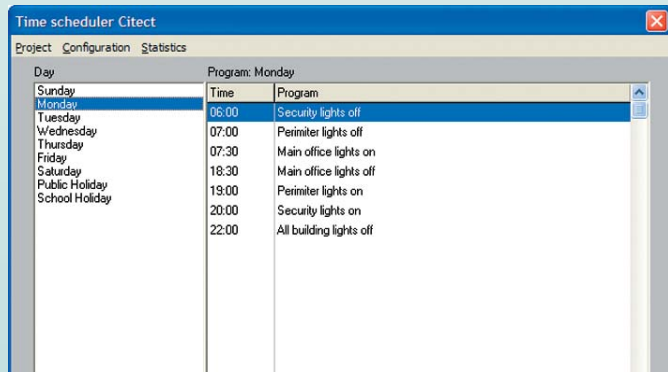 Time scheduler Citect
Project Configuration Statistics
Day
Sunday
Monday
Tuesday
Wednesday
Thursday
Friday
Saturday
Public Holiday
School Holiday
Program: Monday
Time Program
06:00 Security lights off
07:00 Perimiter lights off
07:30 Main office lights on
18:30 Main office lights off
19:00 Perimiter lights on
20:00 Security lights on
22:00 All building lights off